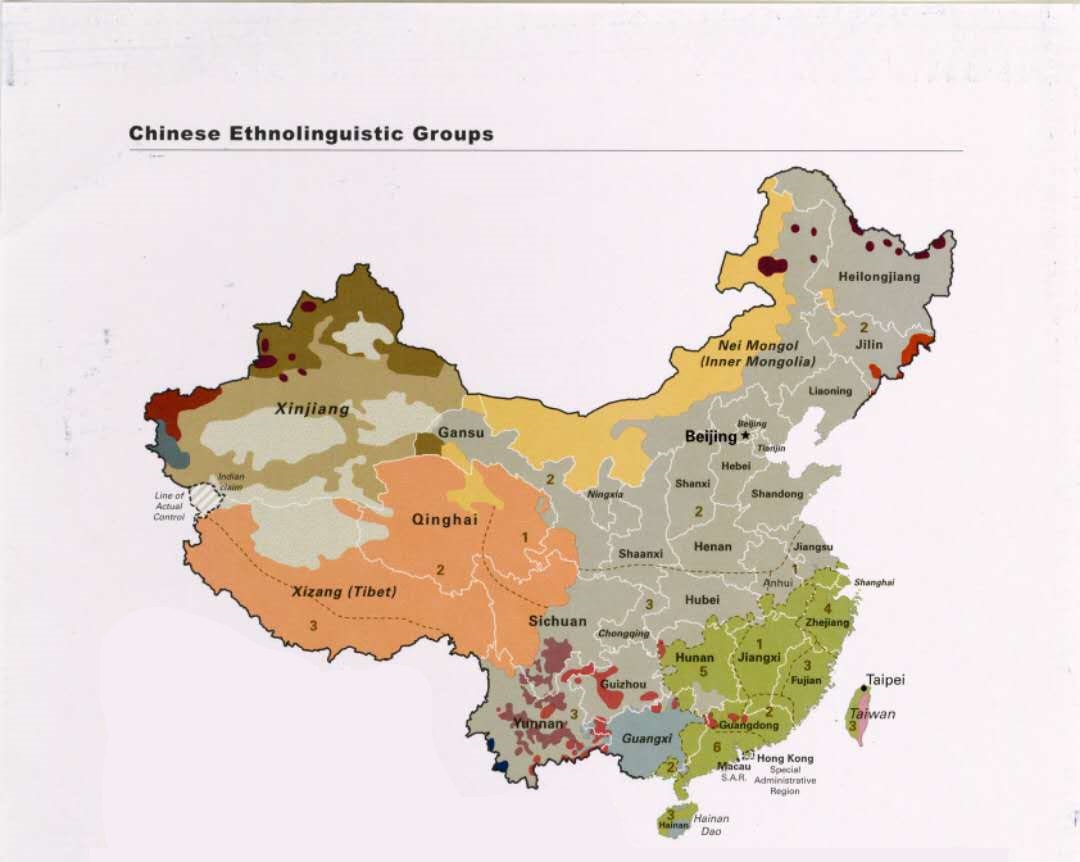 Chinese Ethnolinguistic Groups
Heilongjiang
2
Jilin
Nei Mongol
(Inner Mongolia)
Liaoning
Xinjiang
Gansu
Beijing
Beijing
Tianjin
Hebei
Indian
claim
Line of
Actual
Control
2
Ningxia
Shanxi
Shandong
2
Qinghai
1
Shaanxi
Henan
Jiangsu
2
1
Anhui
Shanghai
Xizang (Tibet)
3
3
Hubei
4
Zhejiang
Sichuan
Chongqing
Hunan
5
1
Jiangxi
3
Fujian
Guizhou
Taipei
Taiwan
3
Yunnan
3
Guangxi
2
Guangdong
6
2
Macau
S.A.R.
Hong Kong
Special
Administrative
Region
3
Hainan
Hainan
Dao